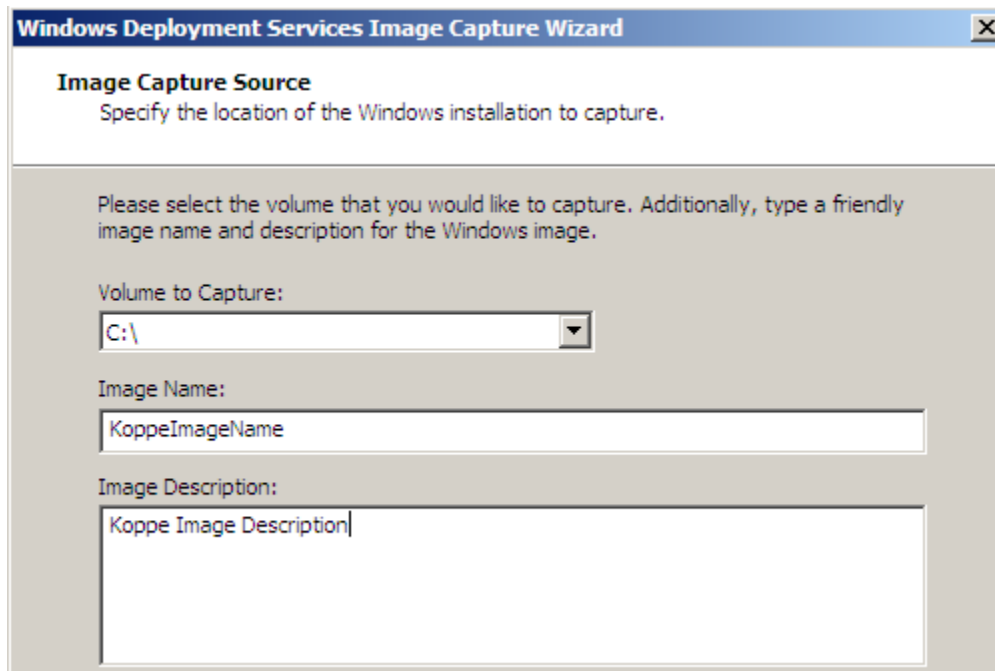 Windows Deployment Services Image Capture Wizard
Image Capture Source
Specify the location of the Windows installation to capture.
Please select the volume that you would like to capture. Additionally, type a friendly
image name and description for the Windows image.
Volume to Capture:
C:\
Image Name:
KoppeImageName
Image Description:
Koppe Image Description